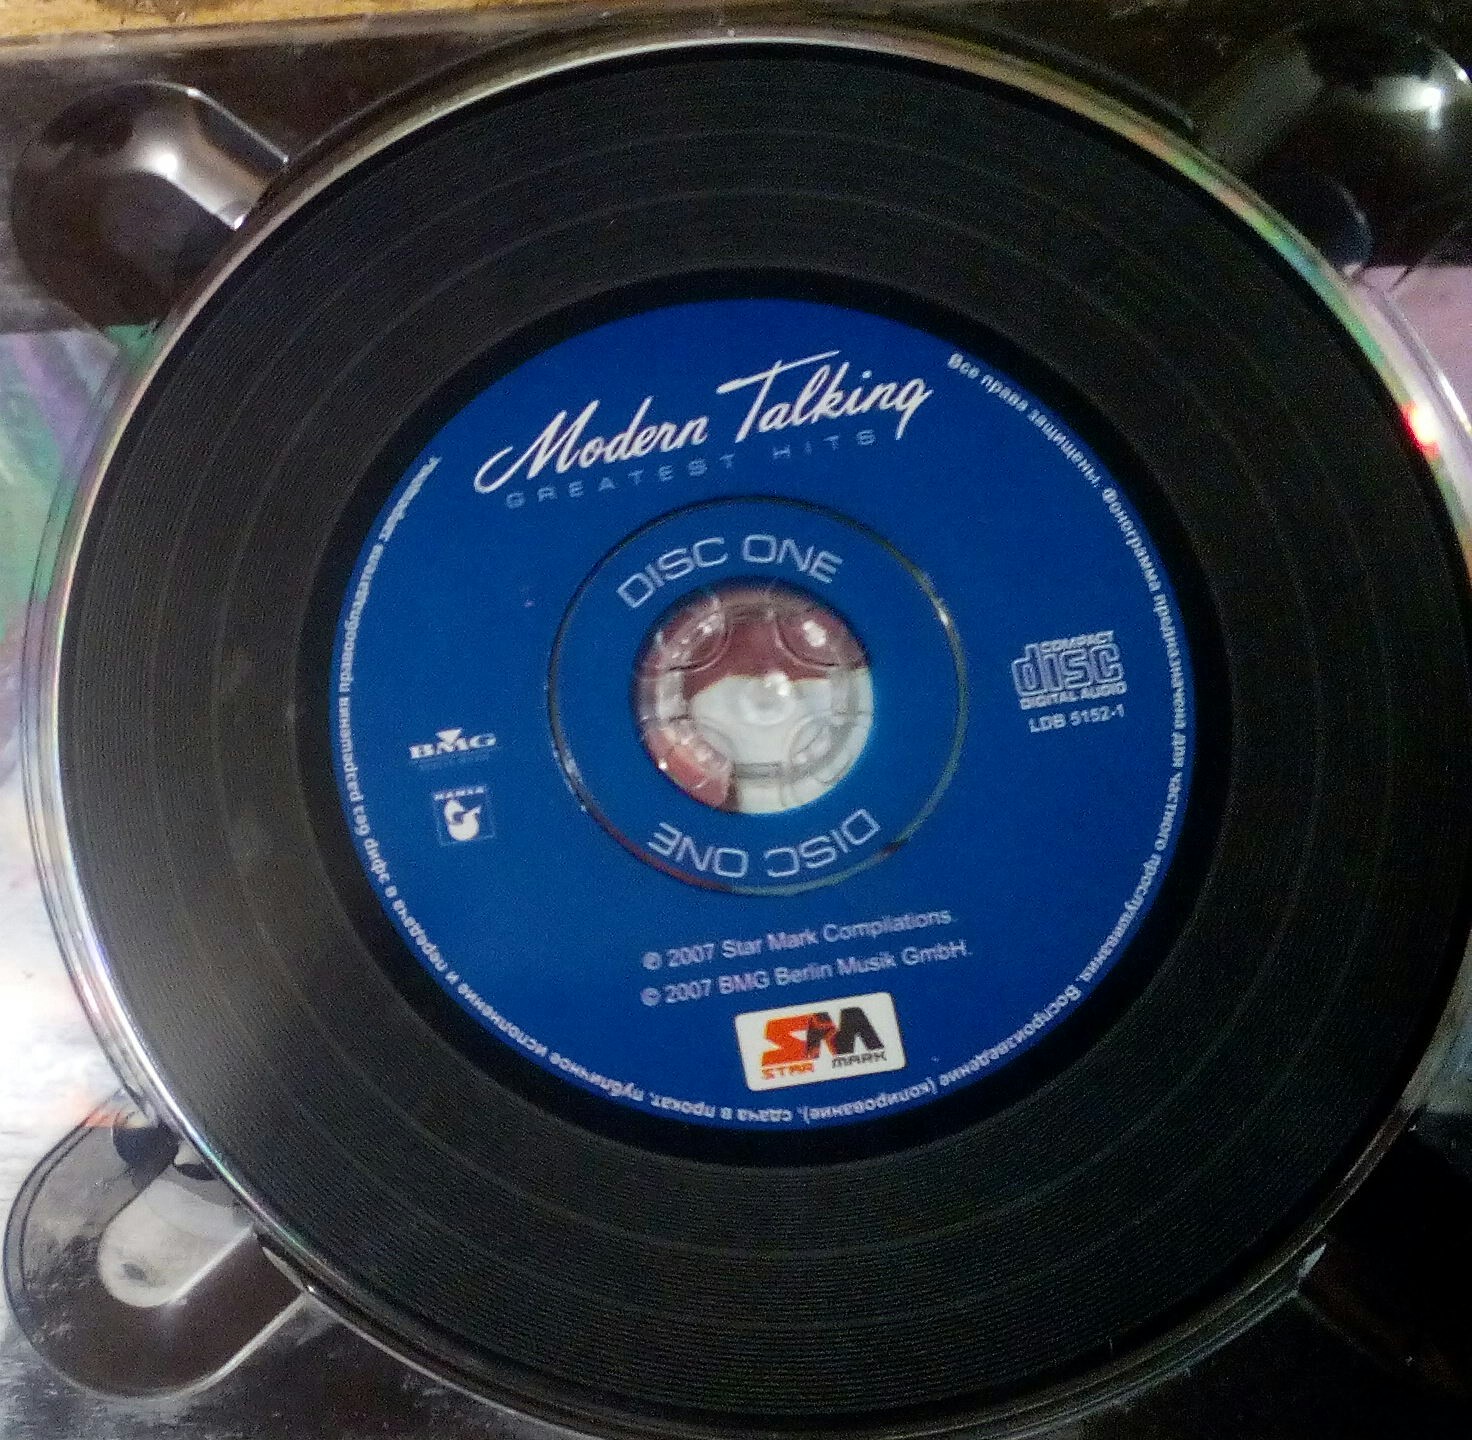 Modern Talking
GREATEST HITS
DISC ONE
COMPACT
disc
DIGITAL AUDIO
LDB 5152-1
BMG
HANSA
DISC ONE
℗ 2007 Star Mark Compilations.
© 2007 BMG Berlin Musik GmbH.
SM
STAR MARK
Все права защищены. Фонограмма предназначена для частного прослушивания. Воспроизведение (копирование), сдача в прокат, публичное исполнение и передача в эфир без разрешения правообладателя